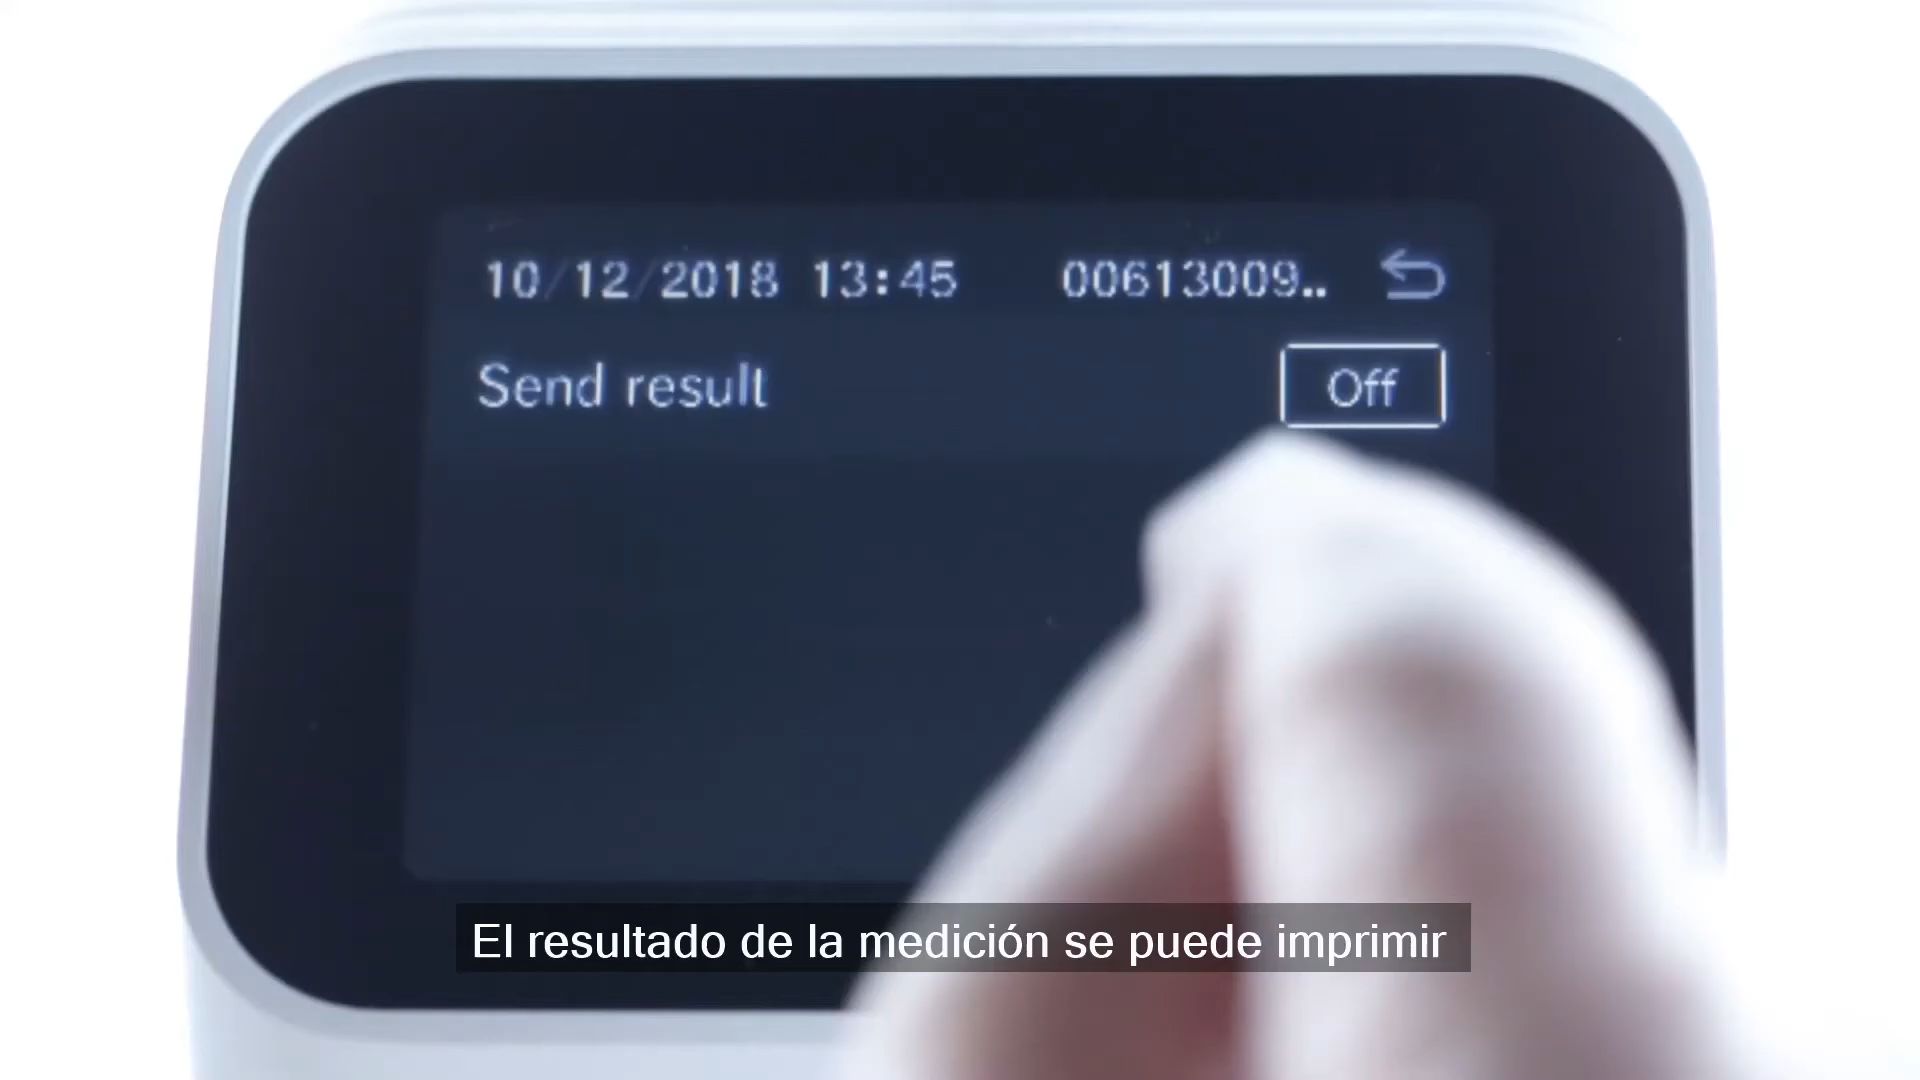 10/12/2018 13:45 00613009..
Send result Off
El resultado de la medición se puede imprimir